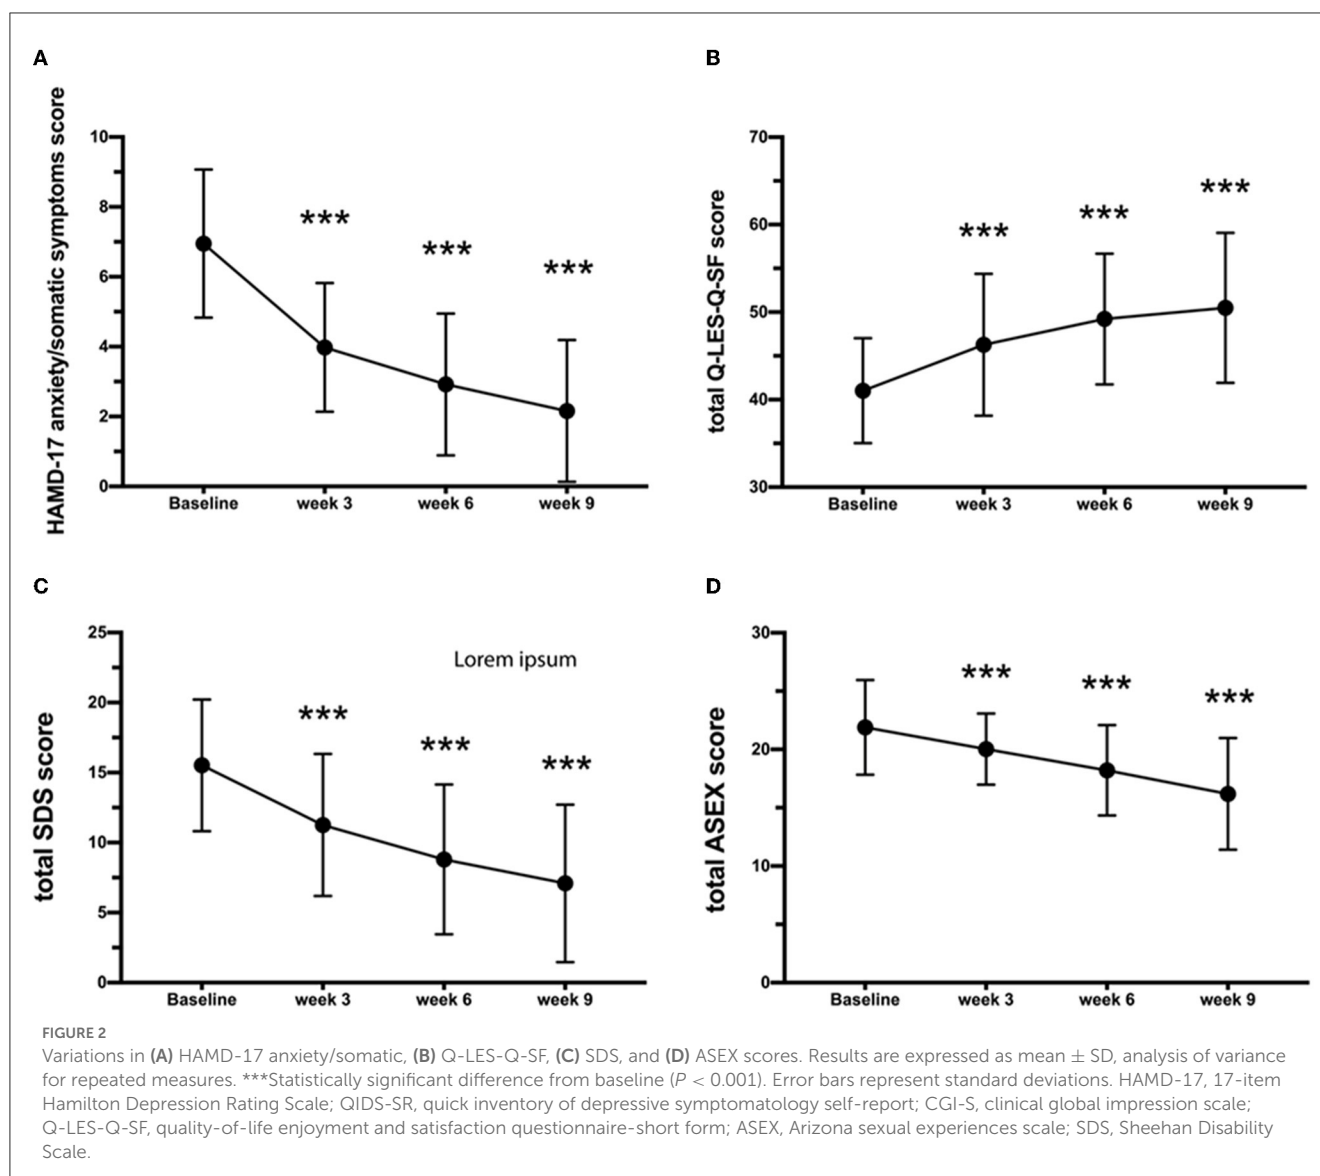 A
HAMD-17 anxiety/somatic symptoms score
10
8
6
4
2
0
***
***
***
Baseline
week 3
week 6
week 9
B
total Q-LES-Q-SF score
70
60
50
40
30
***
***
***
Baseline
week 3
week 6
week 9
C
total SDS score
25
20
15
10
5
0
Lorem ipsum
***
***
***
Baseline
week 3
week 6
week 9
D
total ASEX score
30
20
10
0
***
***
***
Baseline
week 3
week 6
week 9
FIGURE 2
Variations in (A) HAMD-17 anxiety/somatic, (B) Q-LES-Q-SF, (C) SDS, and (D) ASEX scores. Results are expressed as mean ± SD, analysis of variance
for repeated measures. ***Statistically significant difference from baseline (P < 0.001). Error bars represent standard deviations. HAMD-17, 17-item
Hamilton Depression Rating Scale; QIDS-SR, quick inventory of depressive symptomatology self-report; CGI-S, clinical global impression scale;
Q-LES-Q-SF, quality-of-life enjoyment and satisfaction questionnaire-short form; ASEX, Arizona sexual experiences scale; SDS, Sheehan Disability
Scale.